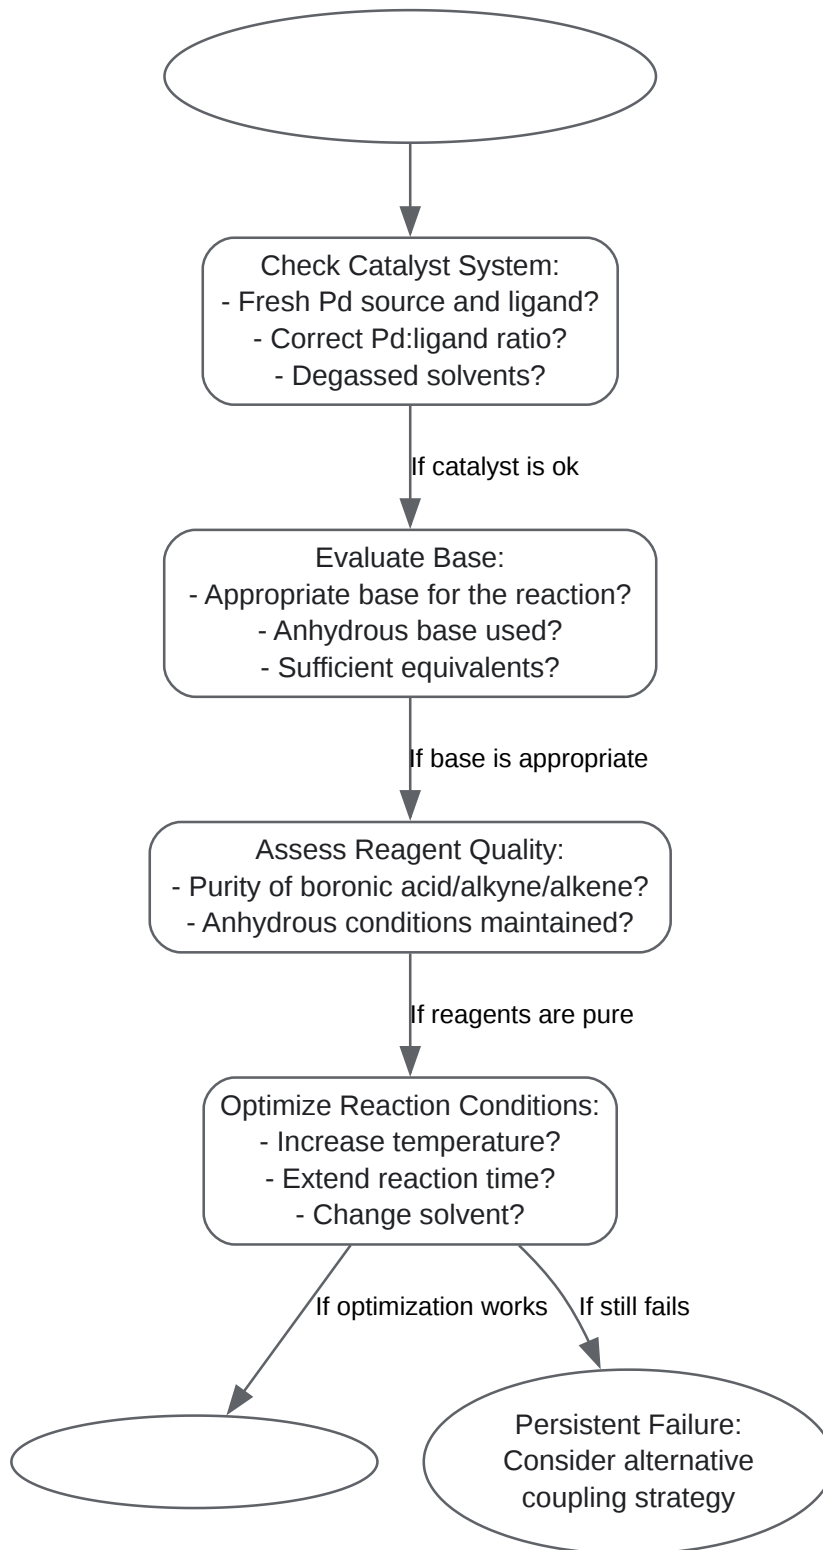 Check Catalyst System:
- Fresh Pd source and ligand?
- Correct Pd:ligand ratio?
- Degassed solvents?
If catalyst is ok
Evaluate Base:
- Appropriate base for the reaction?
- Anhydrous base used?
- Sufficient equivalents?
If base is appropriate
Assess Reagent Quality:
- Purity of boronic acid/alkyne/alkene?
- Anhydrous conditions maintained?
If reagents are pure
Optimize Reaction Conditions:
- Increase temperature?
- Extend reaction time?
- Change solvent?
If optimization works
If still fails
Persistent Failure:
Consider alternative
coupling strategy